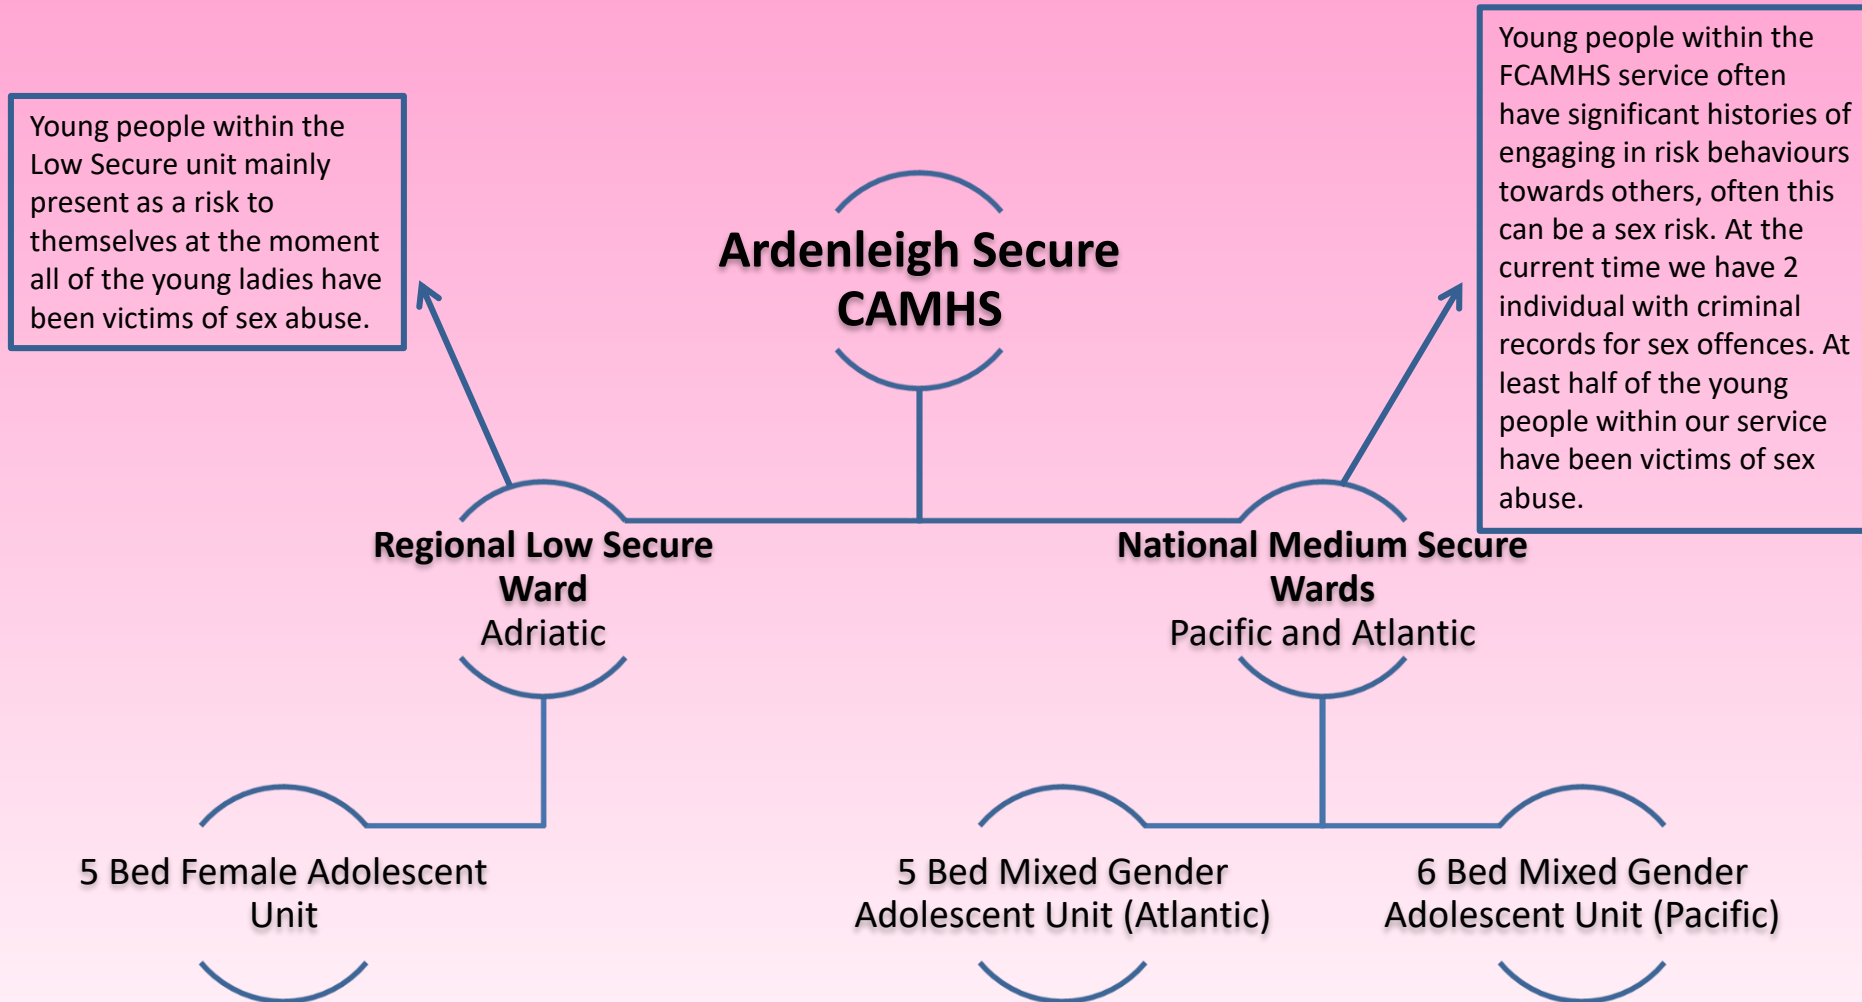 Young people within the
Low Secure unit mainly
present as a risk to
themselves at the moment
all of the young ladies have
been victims of sex abuse.
Young people within the
FCAMHS service often
have significant histories of
engaging in risk behaviours
towards others, often this
can be a sex risk. At the
current time we have 2
individual with criminal
records for sex offences. At
least half of the young
people within our service
have been victims of sex
abuse.
Ardenleigh Secure
CAMHS
Regional Low Secure
Ward
Adriatic
National Medium Secure
Wards
Pacific and Atlantic
5 Bed Female Adolescent
Unit
5 Bed Mixed Gender
Adolescent Unit (Atlantic)
6 Bed Mixed Gender
Adolescent Unit (Pacific)